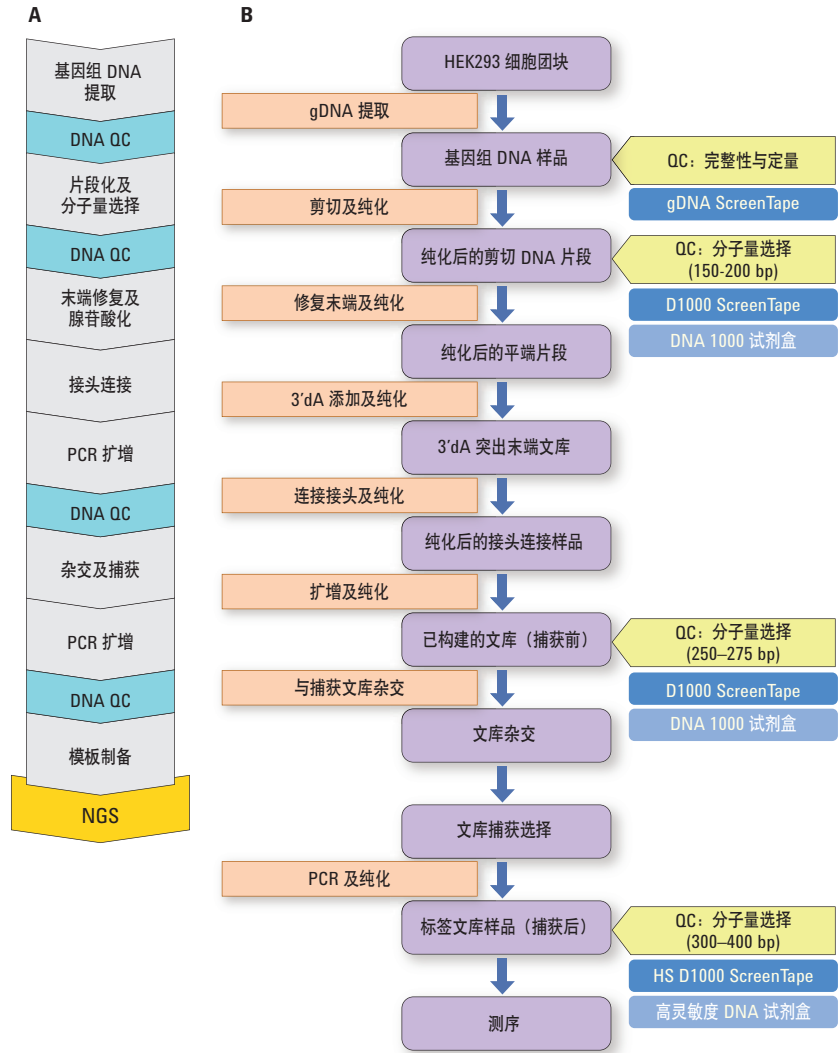 A
基因组 DNA
提取
DNA QC
片段化及
分子量选择
DNA QC
末端修复及
腺苷酸化
接头连接
PCR 扩增
DNA QC
杂交及捕获
PCR 扩增
DNA QC
模板制备
NGS
B
HEK293 细胞团块
gDNA 提取
基因组 DNA 样品
QC：完整性与定量
gDNA ScreenTape
剪切及纯化
纯化后的剪切 DNA 片段
QC：分子量选择
(150-200 bp)
D1000 ScreenTape
DNA 1000 试剂盒
修复末端及纯化
纯化后的平端片段
3'dA 添加及纯化
3'dA 突出末端文库
连接接头及纯化
纯化后的接头连接样品
扩增及纯化
已构建的文库（捕获前）
QC：分子量选择
(250–275 bp)
D1000 ScreenTape
DNA 1000 试剂盒
与捕获文库杂交
文库杂交
文库捕获选择
PCR 及纯化
标签文库样品（捕获后）
QC：分子量选择
(300–400 bp)
HS D1000 ScreenTape
高灵敏度 DNA 试剂盒
测序